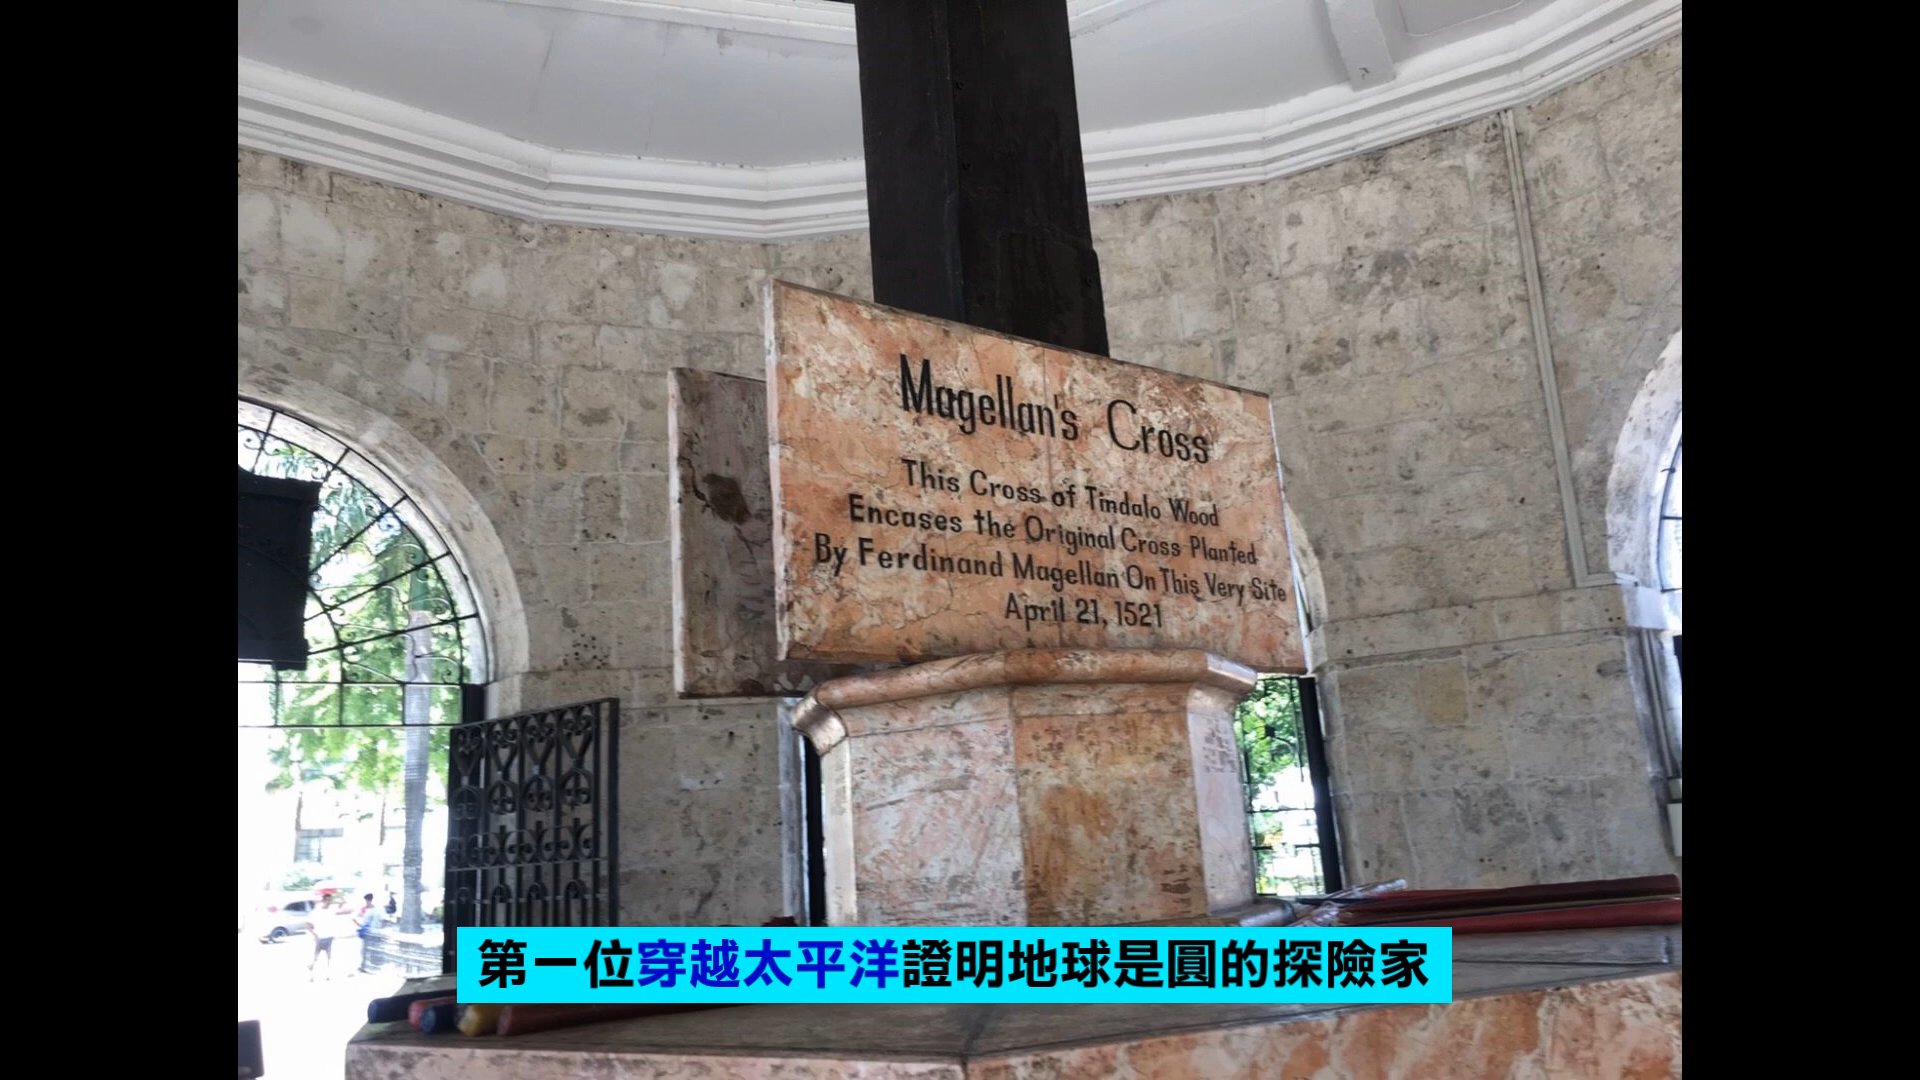 Magellan's Cross
This Cross of Tindalo Wood
Encases the Original Cross Planted
By Ferdinand Magellan On This Very Site
April 21, 1521
第一位穿越太平洋證明地球是圓的探險家